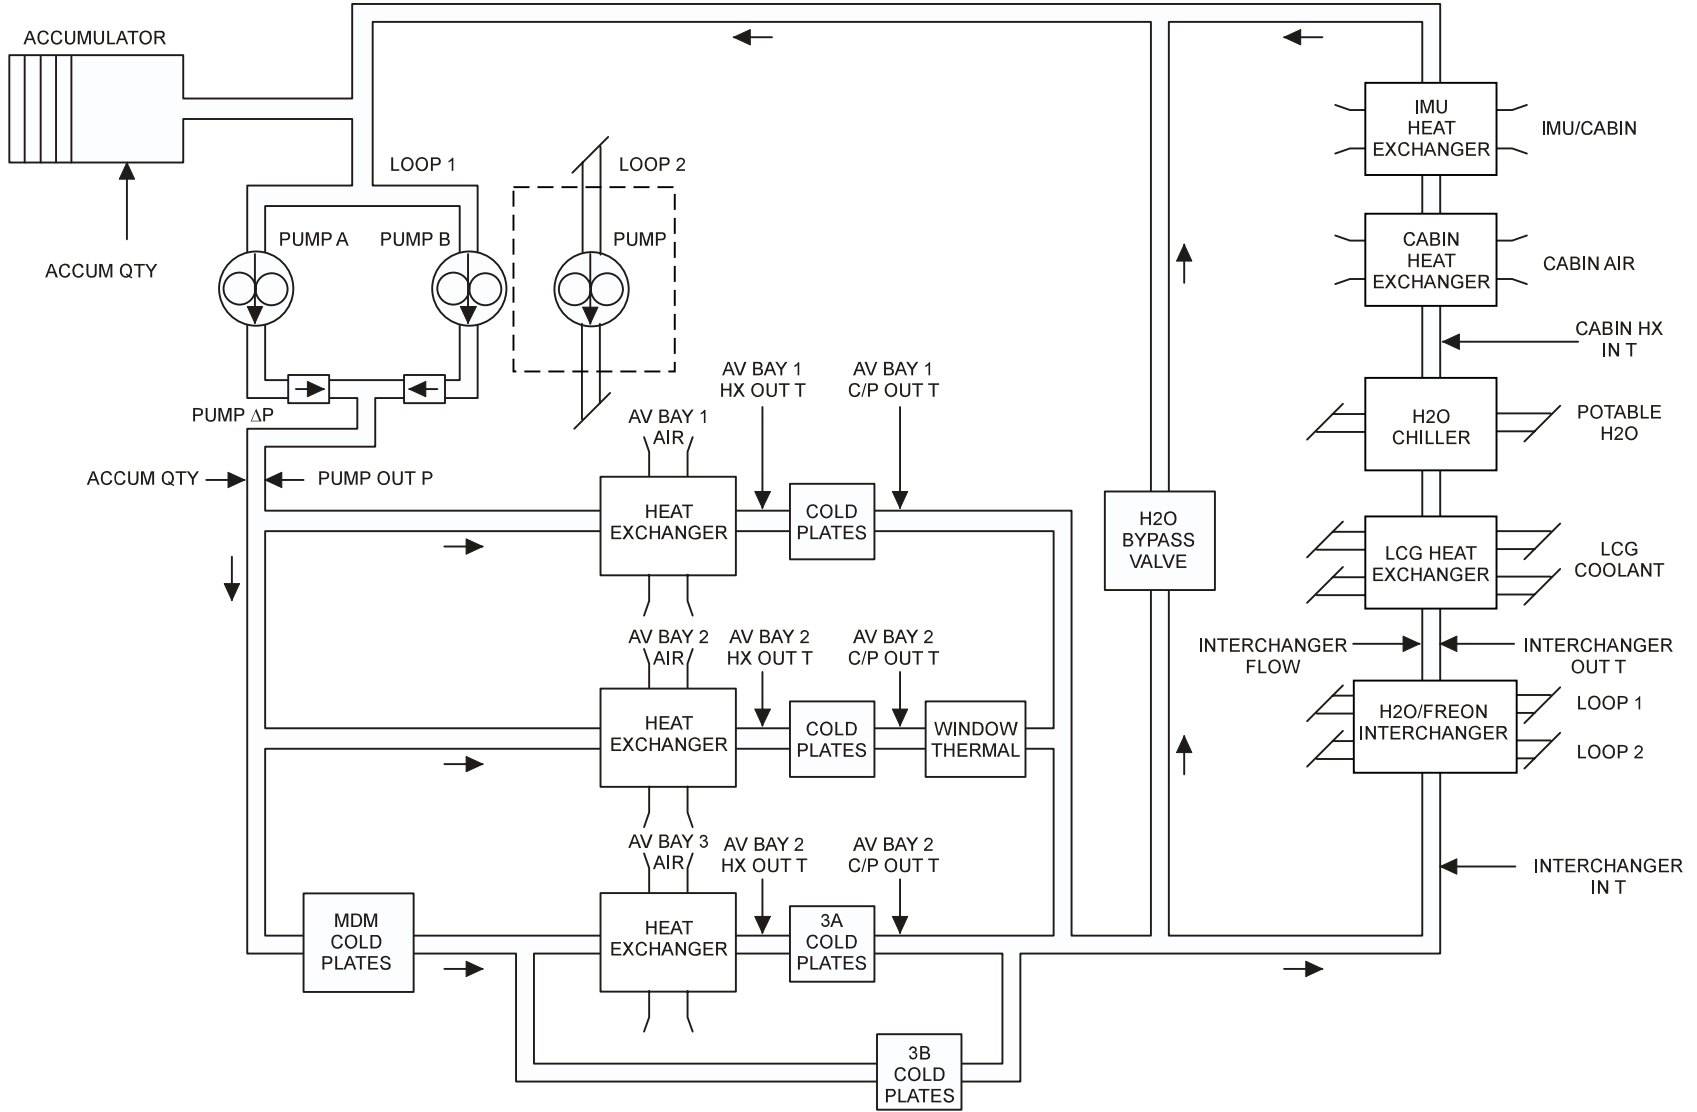 ACCUMULATOR
ACCUM QTY
LOOP 1
PUMP A
PUMP B
LOOP 2
PUMP
PUMP ΔP
ACCUM QTY
PUMP OUT P
AV BAY 1
AIR
AV BAY 1
HX OUT T
AV BAY 1
C/P OUT T
HEAT
EXCHANGER
COLD
PLATES
AV BAY 2
AIR
AV BAY 2
HX OUT T
AV BAY 2
C/P OUT T
HEAT
EXCHANGER
COLD
PLATES
WINDOW
THERMAL
AV BAY 3
AIR
AV BAY 2
HX OUT T
AV BAY 2
C/P OUT T
MDM
COLD
PLATES
HEAT
EXCHANGER
3A
COLD
PLATES
3B
COLD
PLATES
H2O
BYPASS
VALVE
IMU
HEAT
EXCHANGER
IMU/CABIN
CABIN
HEAT
EXCHANGER
CABIN AIR
CABIN HX
IN T
H2O
CHILLER
POTABLE
H2O
LCG HEAT
EXCHANGER
LCG
COOLANT
INTERCHANGER
FLOW
INTERCHANGER
OUT T
H2O/FREON
INTERCHANGER
LOOP 1
LOOP 2
INTERCHANGER
IN T